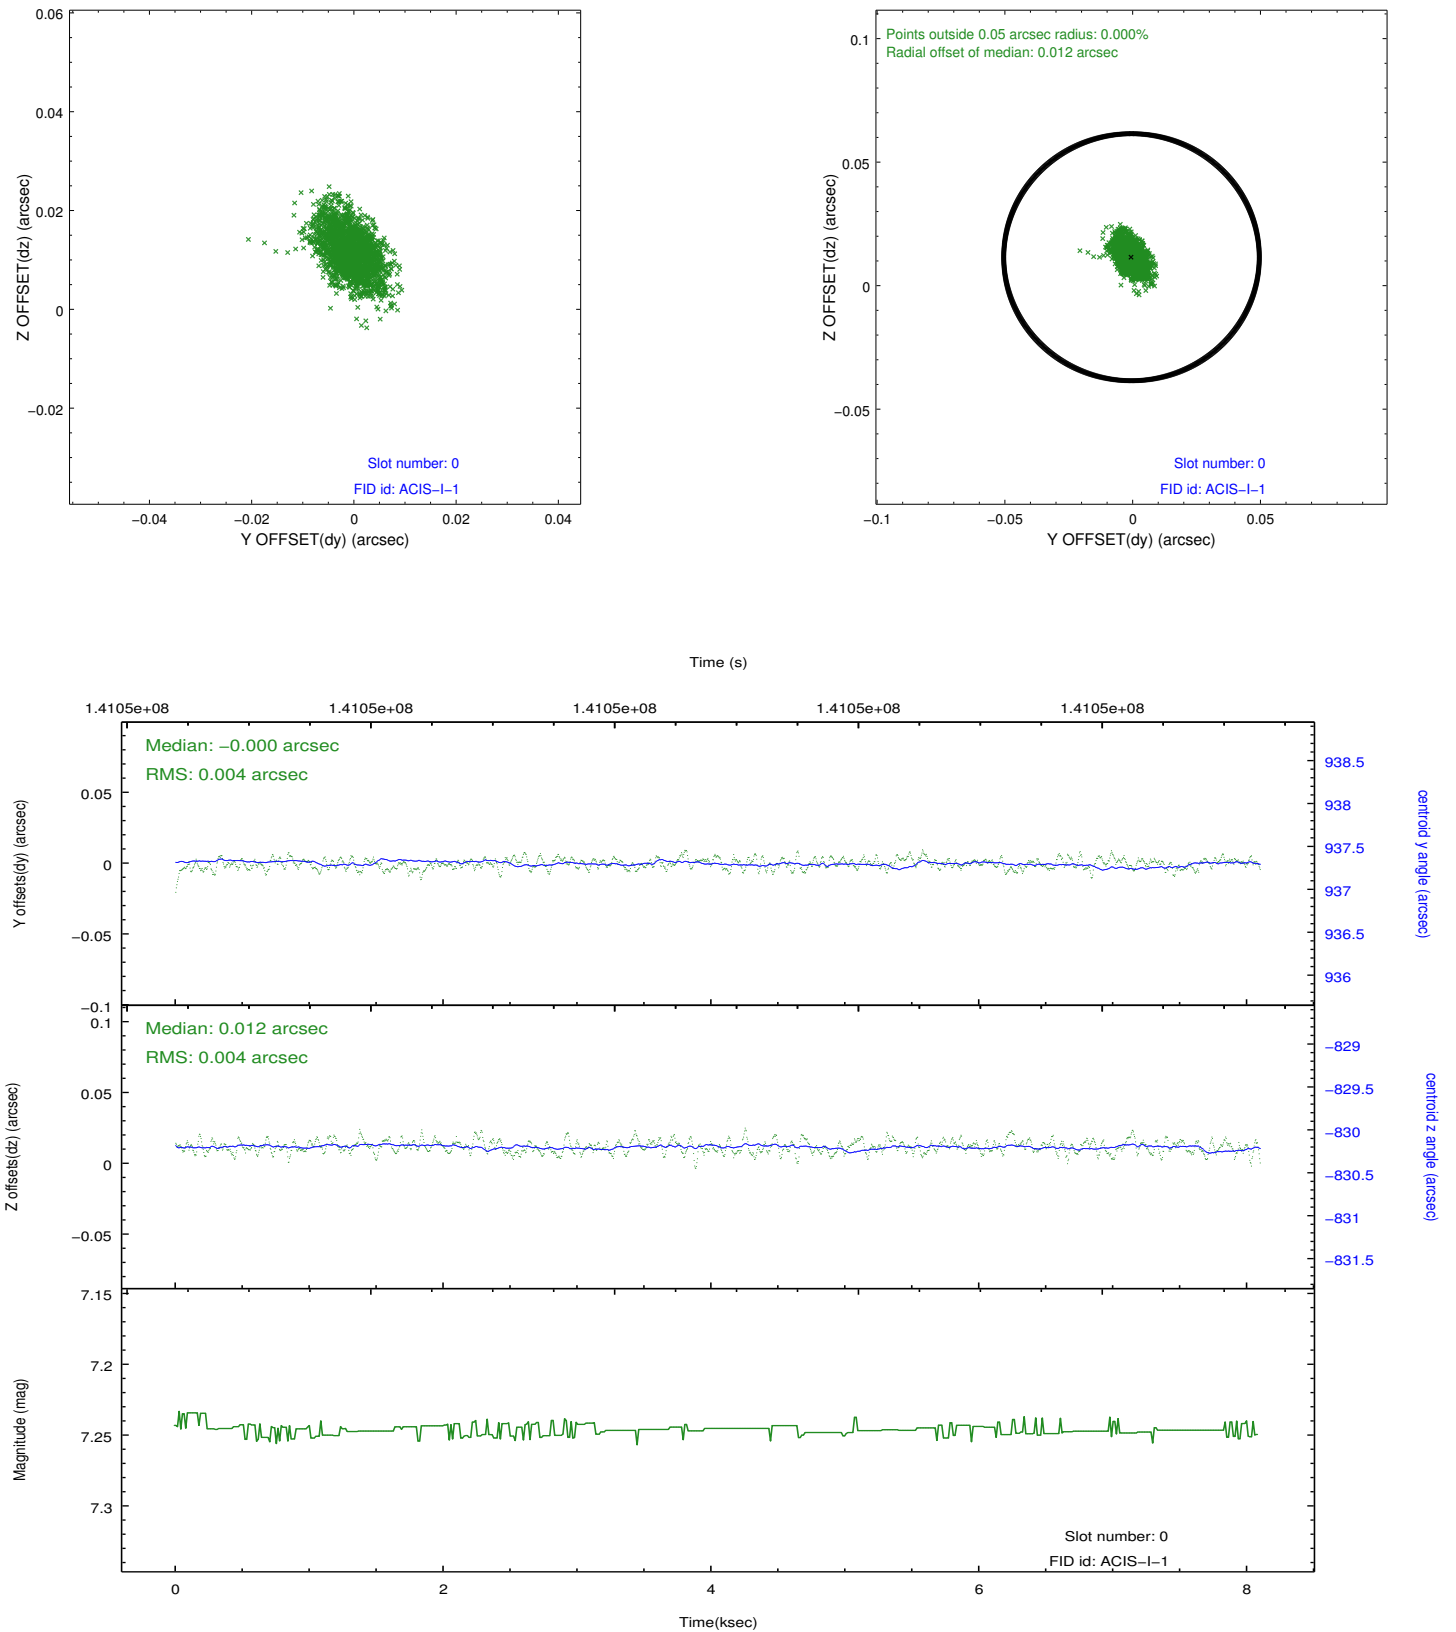 0.06
0.04
0.02
0
−0.02
Z OFFSET(dz) (arcsec)
Slot number: 0
FID id: ACIS−I−1
−0.04 −0.02 0 0.02 0.04
Y OFFSET(dy) (arcsec)
Points outside 0.05 arcsec radius: 0.000%
Radial offset of median: 0.012 arcsec
0.1
0.05
0
−0.05
Z OFFSET(dz) (arcsec)
Slot number: 0
FID id: ACIS−I−1
−0.1 −0.05 0 0.05
Y OFFSET(dy) (arcsec)
Time (s)
1.4105e+08 1.4105e+08 1.4105e+08 1.4105e+08 1.4105e+08
Median: −0.000 arcsec
RMS: 0.004 arcsec
0.05
0
−0.05
−0.1
Y offsets(dy) (arcsec)
938.5
938
937.5
937
936.5
936
centroid y angle (arcsec)
Median: 0.012 arcsec
RMS: 0.004 arcsec
0.1
0.05
0
−0.05
Z offsets(dz) (arcsec)
−829
−829.5
−830
−830.5
−831
−831.5
centroid z angle (arcsec)
7.15
7.2
7.25
7.3
Magnitude (mag)
Slot number: 0
FID id: ACIS−I−1
0 2 4 6 8
Time(ksec)